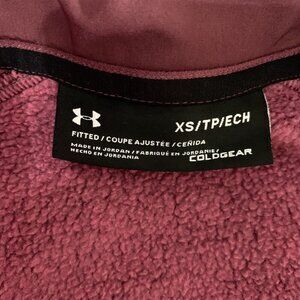 XS/TP/ECH
FITTED / COUPE AJUSTÉE / CEÑIDA
MADE IN JORDAN / FABRIQUÉ EN JORDANIE /
HECHO EN JORDANIA
COLDGEAR